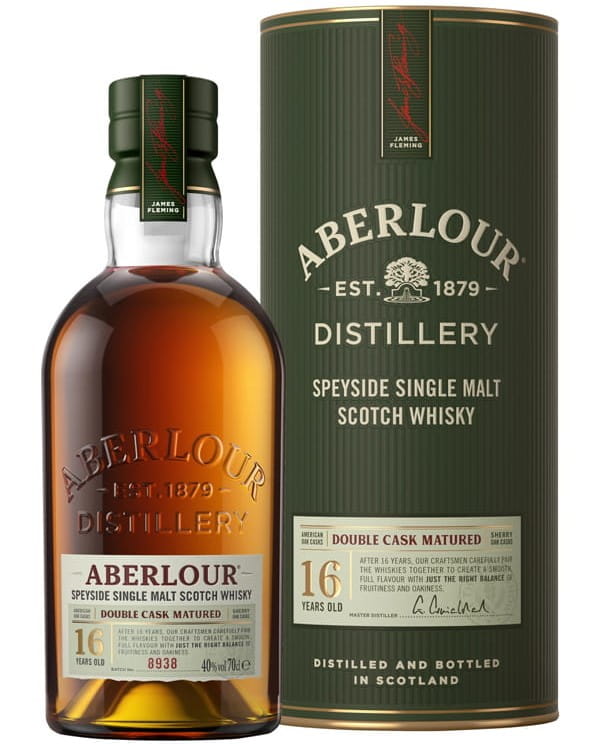 JAMES
FLEMING
ABERLOUR
EST. 1879
DISTILLERY
ABERLOUR
SPEYSIDE SINGLE MALT SCOTCH WHISKY
AMERICAN
OAK CASKS
DOUBLE CASK MATURED
SHERRY
OAK CASKS
16
YEARS OLD
AFTER 16 YEARS, OUR CRAFTSMEN CAREFULLY PAIR
THE WHISKIES TOGETHER TO CREATE A SMOOTH,
FULL FLAVOUR WITH JUST THE RIGHT BALANCE OF
FRUITINESS AND OAKINESS.
BATCH No. 8938
40%vol 70cl e
JAMES
FLEMING
ABERLOUR®
EST. 1879
DISTILLERY
SPEYSIDE SINGLE MALT
SCOTCH WHISKY
AMERICAN
OAK CASKS
DOUBLE CASK MATURED
SHERRY
OAK CASKS
16
YEARS OLD
AFTER 16 YEARS, OUR CRAFTSMEN CAREFULLY PAIR
THE WHISKIES TOGETHER TO CREATE A SMOOTH,
FULL FLAVOUR WITH JUST THE RIGHT BALANCE OF
FRUITINESS AND OAKINESS.
MASTER DISTILLER
DISTILLED AND BOTTLED
IN SCOTLAND